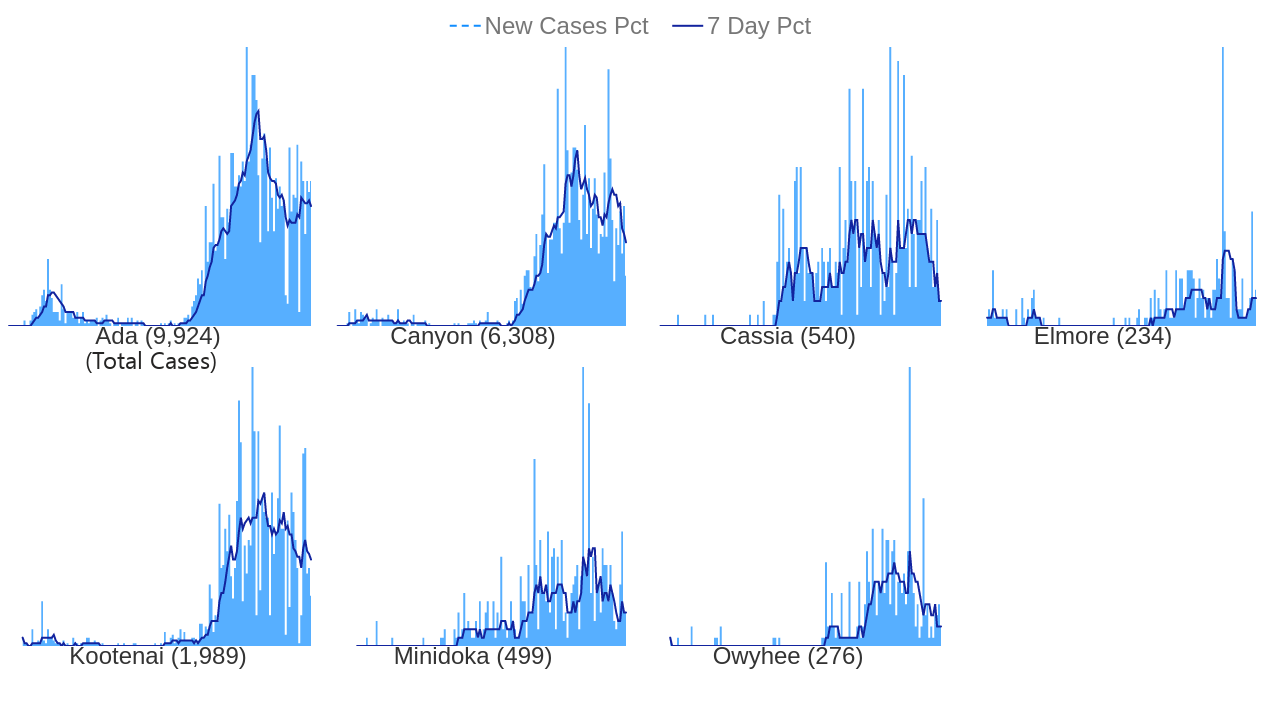 New Cases Pct 7 Day Pct
Ada (9,924) Canyon (6,308) Cassia (540) Elmore (234)
(Total Cases)
Kootenai (1,989) Minidoka (499) Owyhee (276)